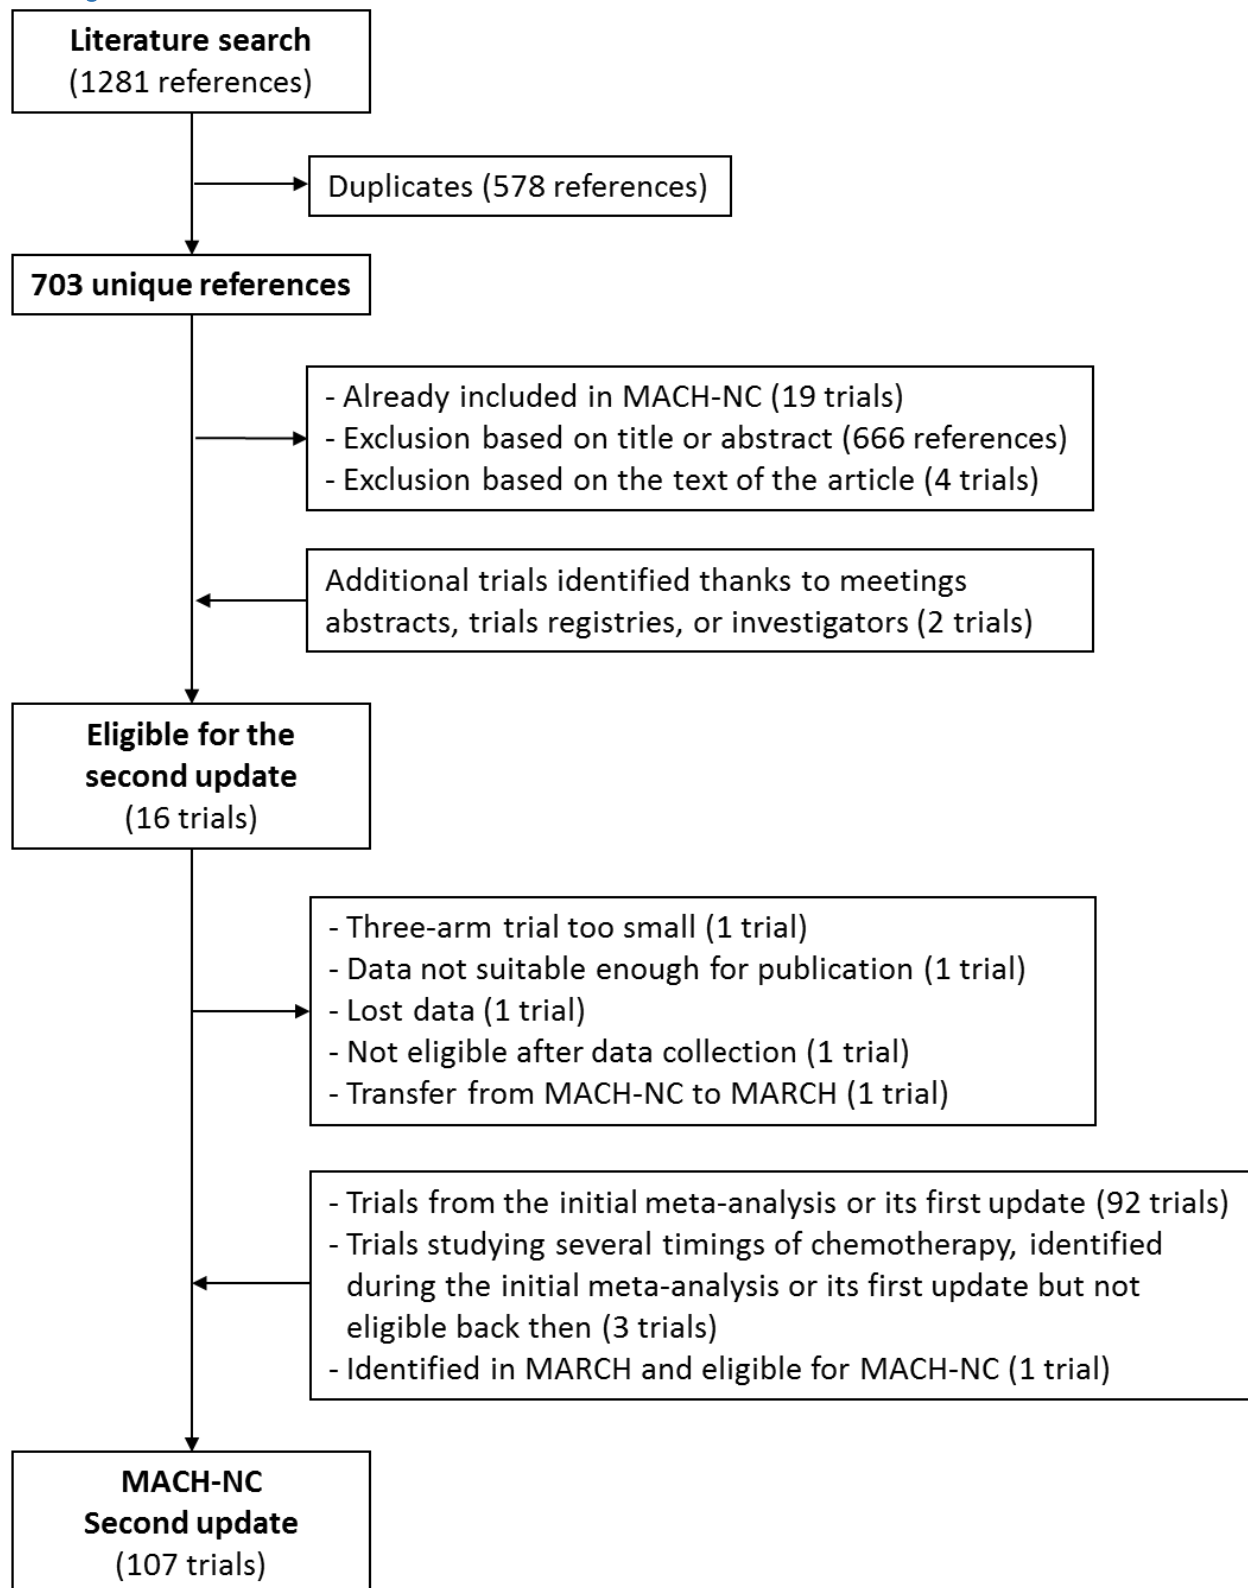 Literature search
(1281 references)
Duplicates (578 references)
703 unique references
- Already included in MACH-NC (19 trials)
- Exclusion based on title or abstract (666 references)
- Exclusion based on the text of the article (4 trials)
Additional trials identified thanks to meetings
abstracts, trials registries, or investigators (2 trials)
Eligible for the
second update
(16 trials)
- Three-arm trial too small (1 trial)
- Data not suitable enough for publication (1 trial)
- Lost data (1 trial)
- Not eligible after data collection (1 trial)
- Transfer from MACH-NC to MARCH (1 trial)
- Trials from the initial meta-analysis or its first update (92 trials)
- Trials studying several timings of chemotherapy, identified
during the initial meta-analysis or its first update but not
eligible back then (3 trials)
- Identified in MARCH and eligible for MACH-NC (1 trial)
MACH-NC
Second update
(107 trials)